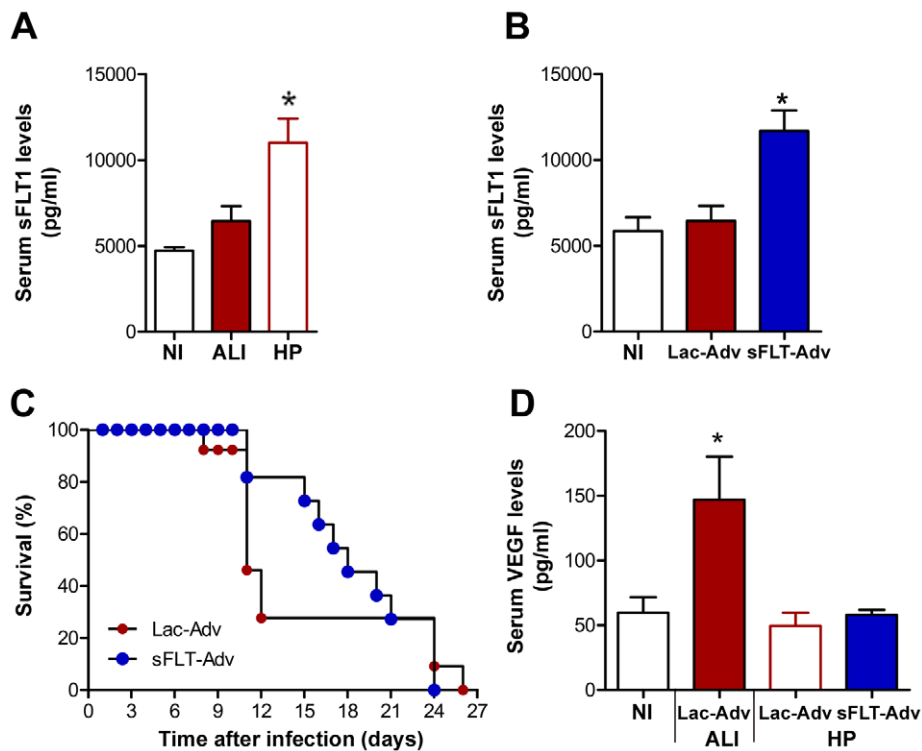 A
Serum sFLT1 levels
(pg/ml)
15000
10000
5000
0
*
NI ALI HP
B
Serum sFLT1 levels
(pg/ml)
15000
10000
5000
0
*
NI Lac-Adv sFLT-Adv
C
Survival (%)
100
80
60
40
20
0
Lac-Adv
sFLT-Adv
0 3 6 9 12 15 18 21 24 27
Time after infection (days)
D
Serum VEGF levels
(pg/ml)
200
150
100
50
0
*
NI Lac-Adv Lac-Adv sFLT-Adv
ALI HP